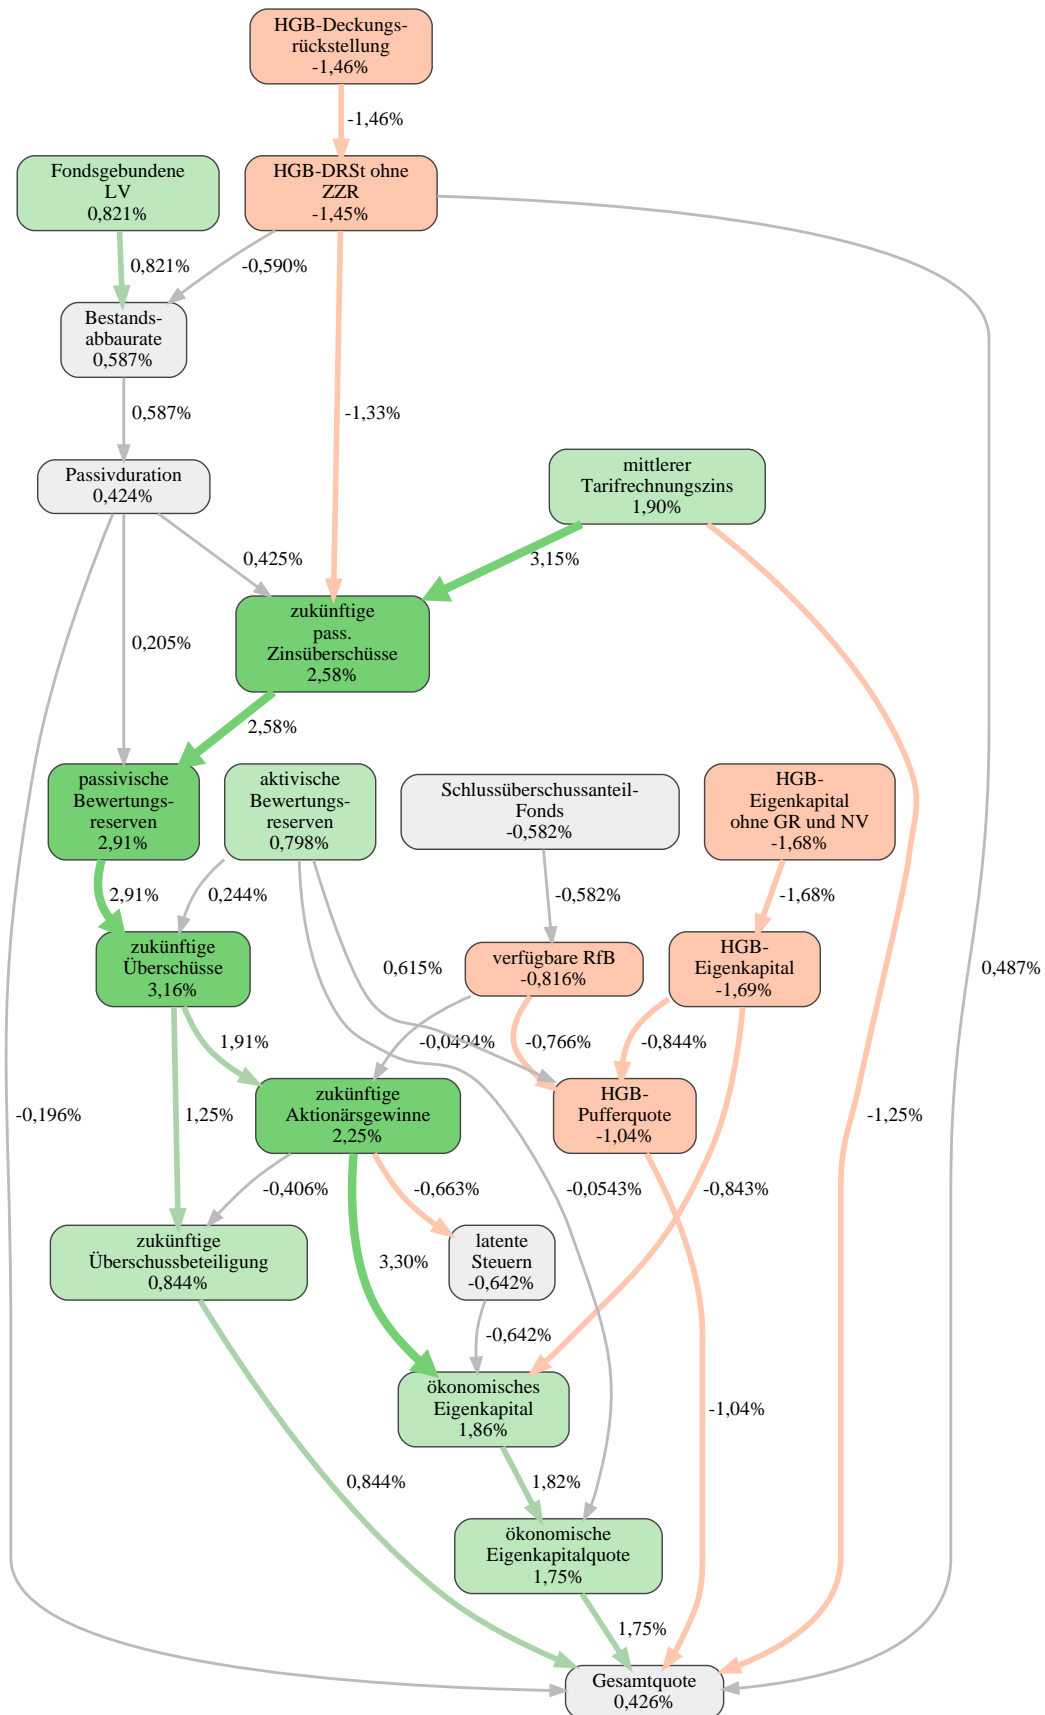 HGB-Deckungs-
rückstellung
-1,46%
-1,46%
Fondsgebundene
LV
0,821%
HGB-DRSt ohne
ZZR
-1,45%
0,821%
-0,590%
Bestands-
abbaurate
0,587%
0,587%
-1,33%
Passivduration
0,424%
mittlerer
Tarifrechnungszins
1,90%
0,425%
3,15%
zukünftige
pass.
Zinsüberschüsse
2,58%
0,205%
2,58%
passivische
Bewertungs-
reserven
2,91%
aktivische
Bewertungs-
reserven
0,798%
Schlussüberschussanteil-
Fonds
-0,582%
HGB-
Eigenkapital
ohne GR und NV
-1,68%
2,91%
0,244%
-0,582%
-1,68%
zukünftige
Überschüsse
3,16%
0,615%
verfügbare RfB
-0,816%
HGB-
Eigenkapital
-1,69%
0,487%
1,91%
-0,0494%
-0,766%
-0,844%
-0,196%
1,25%
zukünftige
Aktionärsgewinne
2,25%
HGB-
Pufferquote
-1,04%
-1,25%
-0,406%
-0,663%
-0,0543%
-0,843%
zukünftige
Überschussbeteiligung
0,844%
3,30%
latente
Steuern
-0,642%
-0,642%
ökonomisches
Eigenkapital
1,86%
-1,04%
0,844%
1,82%
ökonomische
Eigenkapitalquote
1,75%
1,75%
Gesamtquote
0,426%